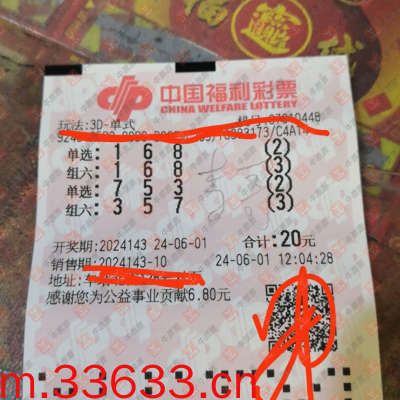 中国福利彩票
CHINA WELFARE LOTTERY
玩法:3D-单式
单选: 1 6 8 (2)
组六: 1 6 8 (3)
单选: 7 5 3 (2)
组六: 3 5 7 (3)
开奖期:2024143 24-06-01 合计:20元
销售期:2024143-10 24-06-01 12:04:28
地址:
感谢您为公益事业贡献6.80元
m.33633.cn